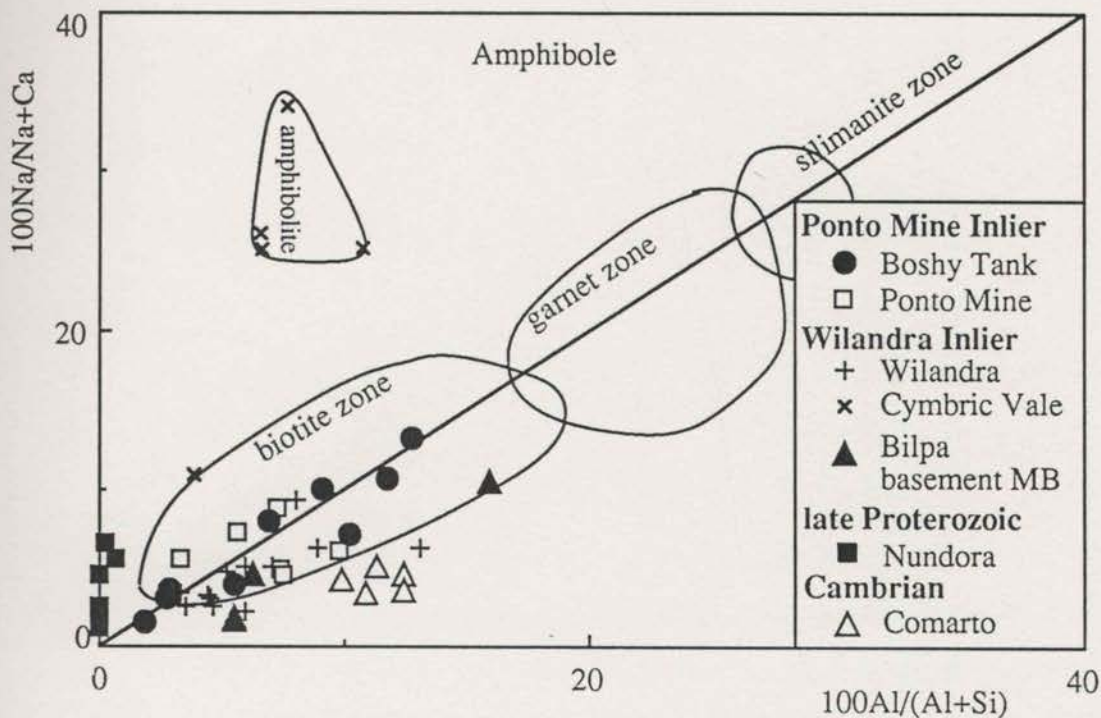 40
Amphibole
silimanite zone
amphibolite
100Na/Na+Ca
garnet zone
20
biotite zone
0
Ponto Mine Inlier
Boshy Tank
Ponto Mine
Wilandra Inlier
Wilandra
Cymbric Vale
Bilpa
basement MB
late Proterozoic
Nundora
Cambrian
Comarto
0
20
40
100Al/(Al+Si)